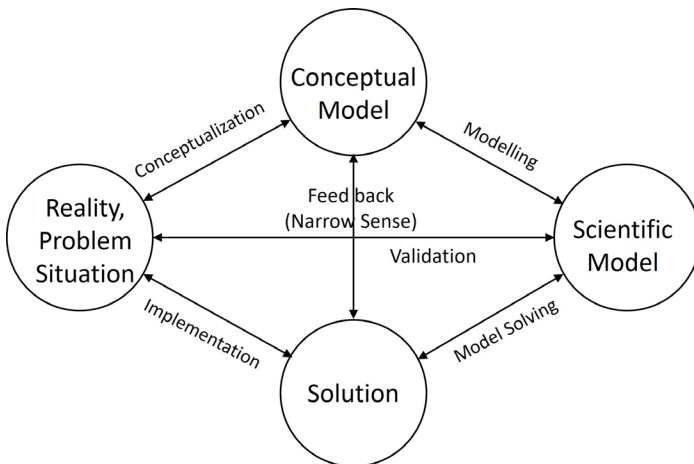 Conceptual
Model
Conceptualization
Modelling
Reality,
Problem
Situation
Feed back
(Narrow Sense)
Validation
Scientific
Model
Implementation
Model Solving
Solution